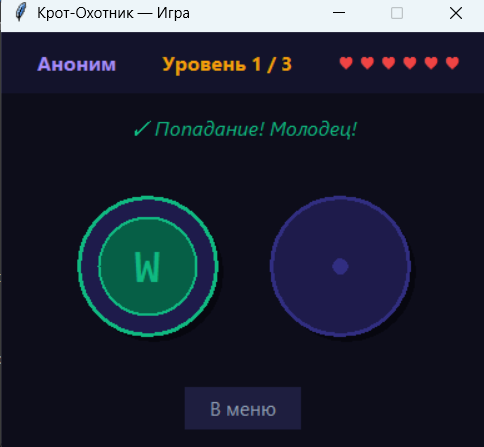 Крот-Охотник — Игра
Аноним Уровень 1 / 3
✓ Попадание! Молодец!
W
В меню